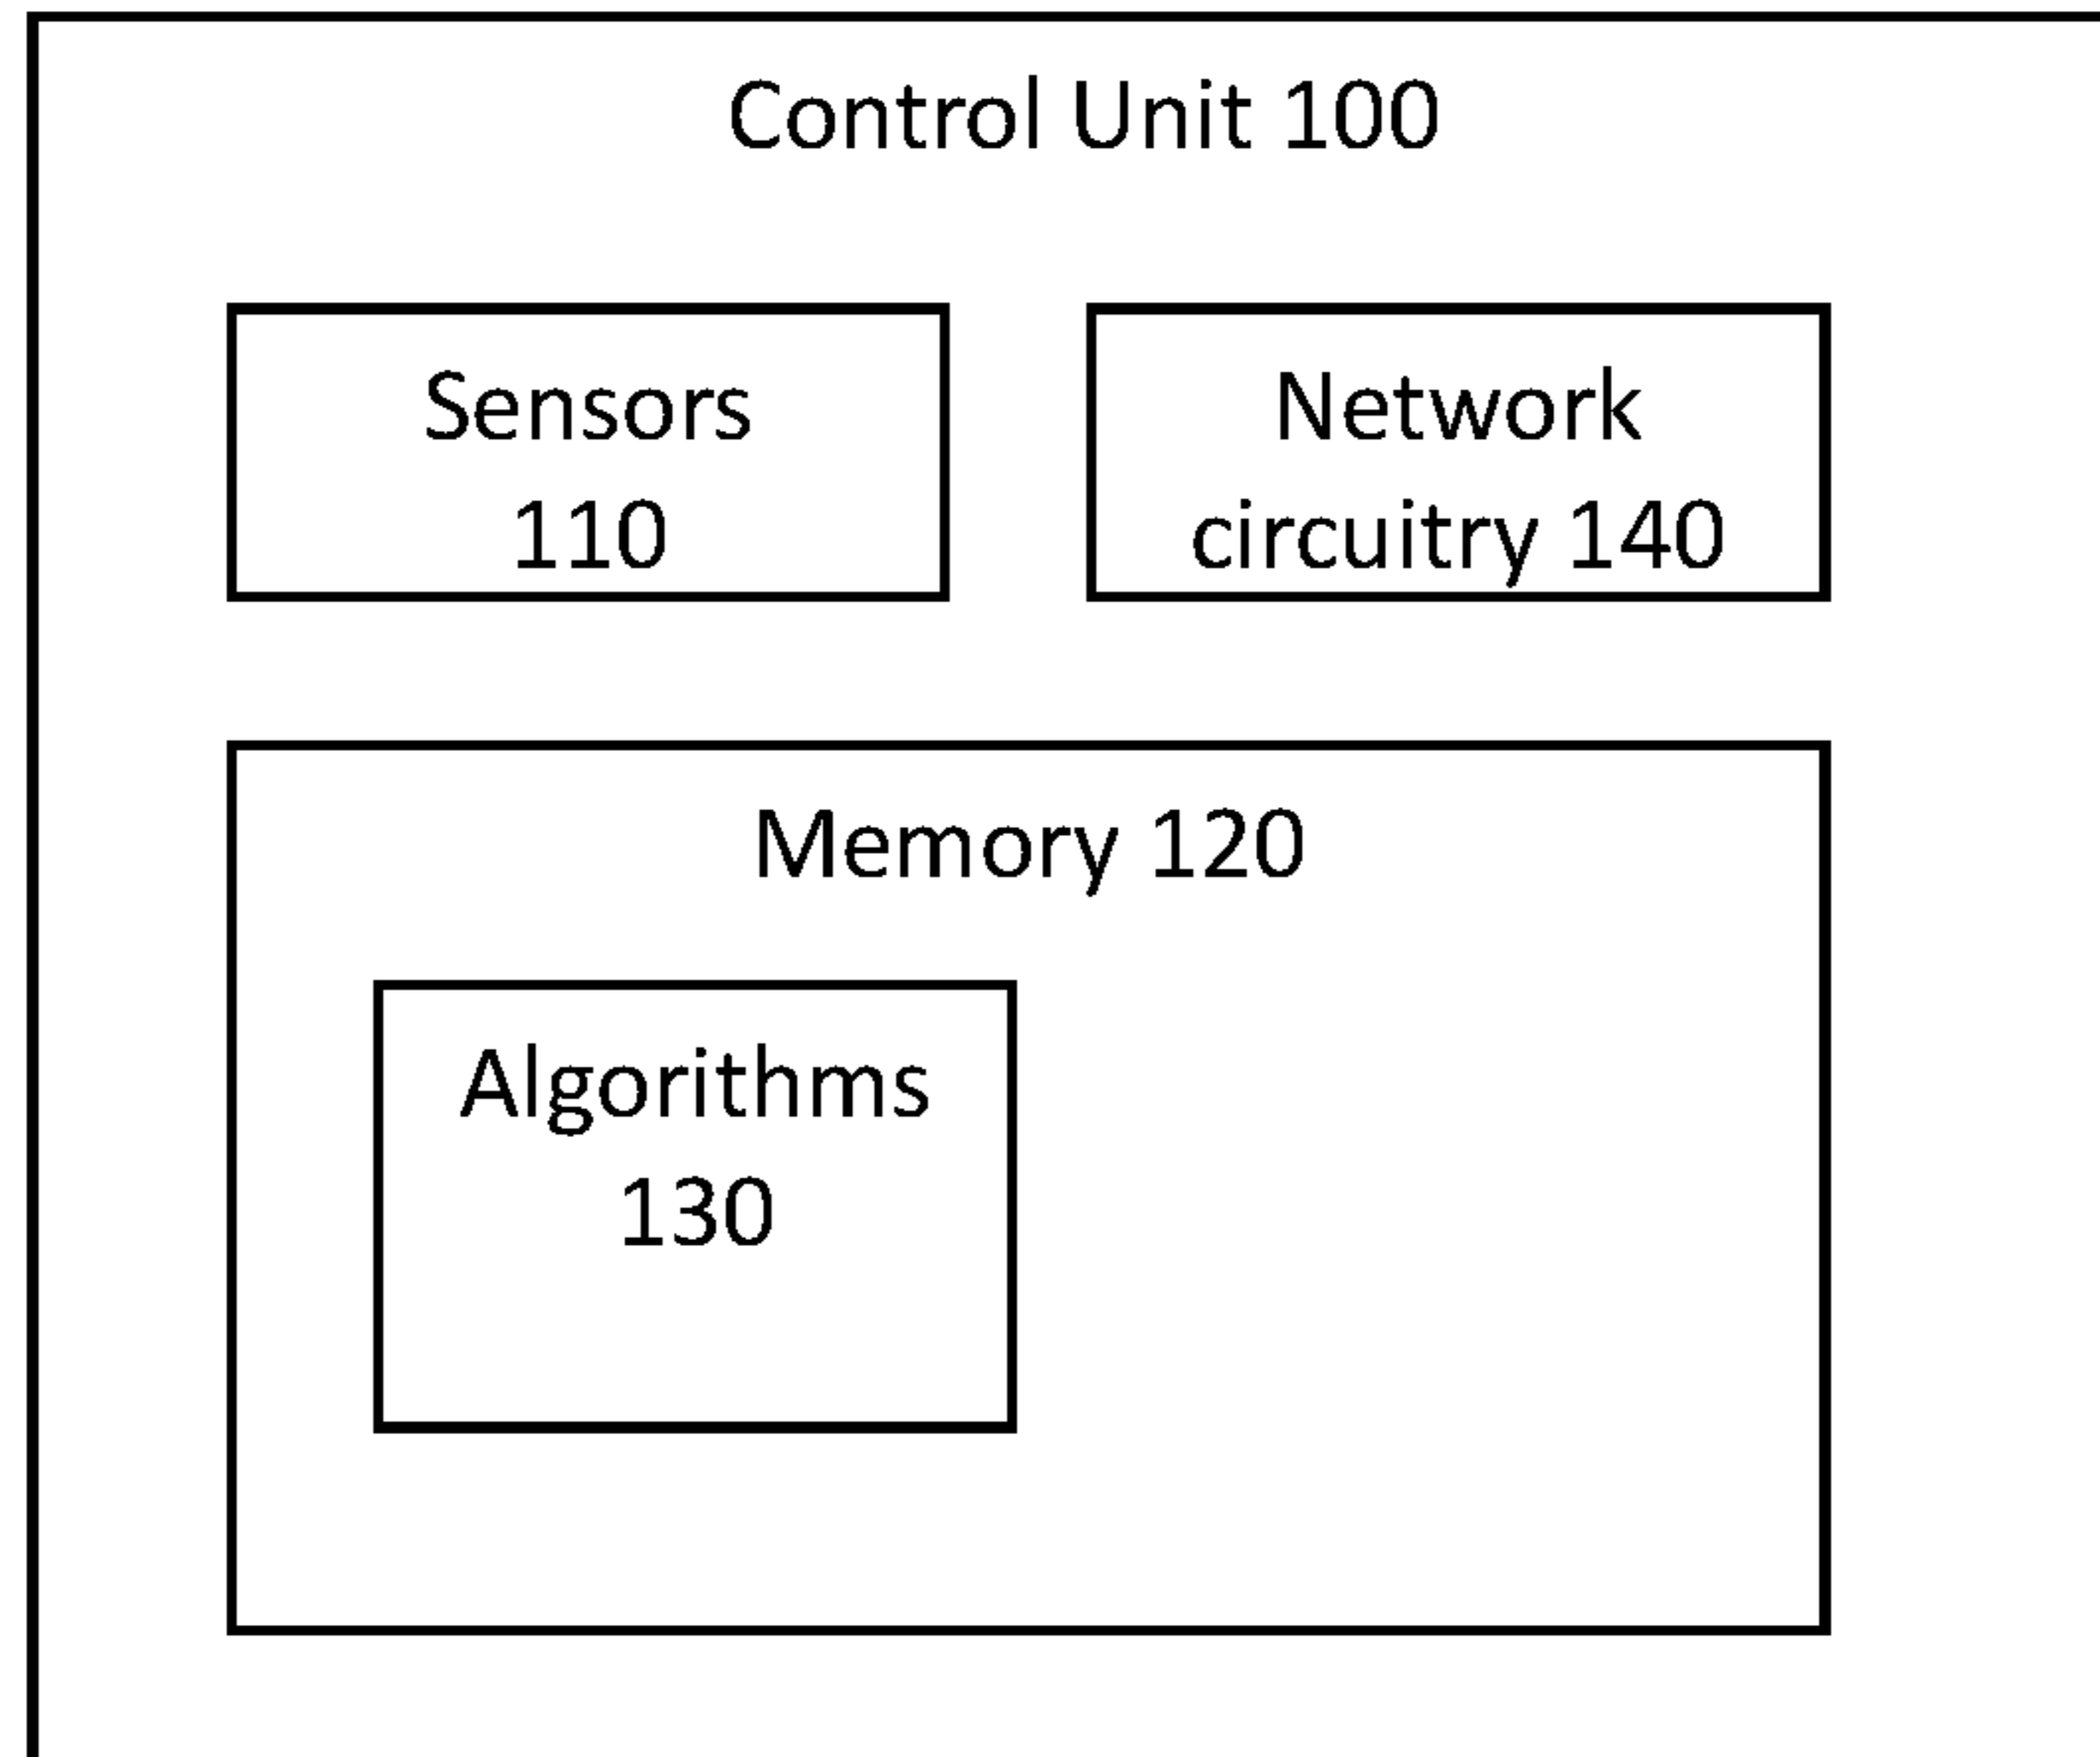 Control Unit 100
Sensors
110
Network
circuitry 140
Memory 120
Algorithms
130